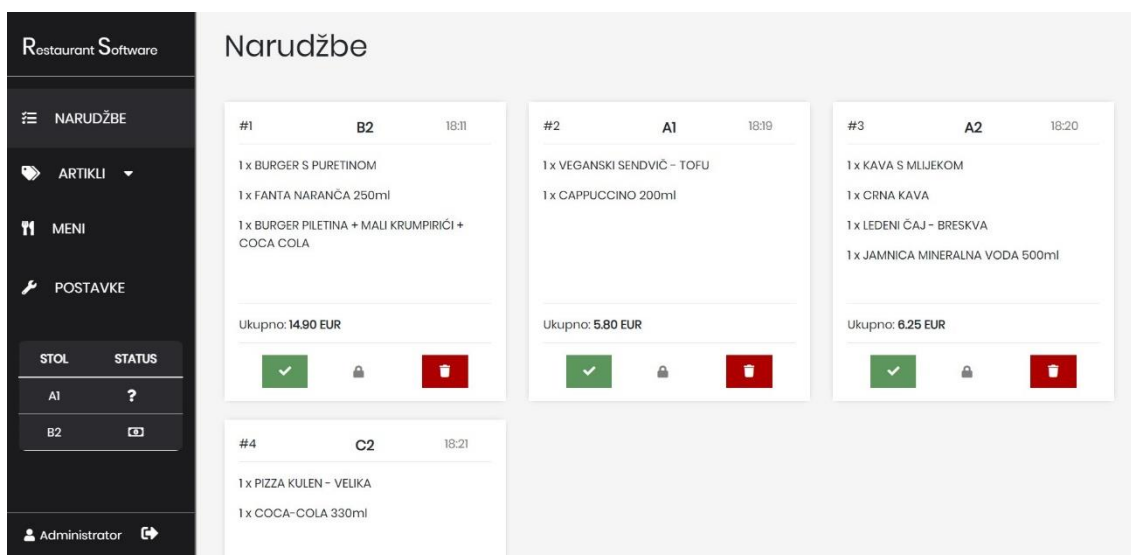 Restaurant Software
NARUDŽBE
ARTIKLI
MENI
POSTAVKE
STOL STATUS
A1 ?
B2
Administrator
Narudžbe
#1 B2 18:11
1 x BURGER S PURETINOM
1 x FANTA NARANČA 250ml
1 x BURGER PILETINA + MALI KRUMPIRIĆI +
COCA COLA
Ukupno: 14.90 EUR
#2 A1 18:19
1 x VEGANSKI SENDVIČ - TOFU
1 x CAPPUCCINO 200ml
Ukupno: 5.80 EUR
#3 A2 18:20
1 x KAVA S MLIJEKOM
1 x CRNA KAVA
1 x LEDENI ČAJ - BRESKVA
1 x JAMNICA MINERALNA VODA 500ml
Ukupno: 6.25 EUR
#4 C2 18:21
1 x PIZZA KULEN - VELIKA
1 x COCA-COLA 330ml